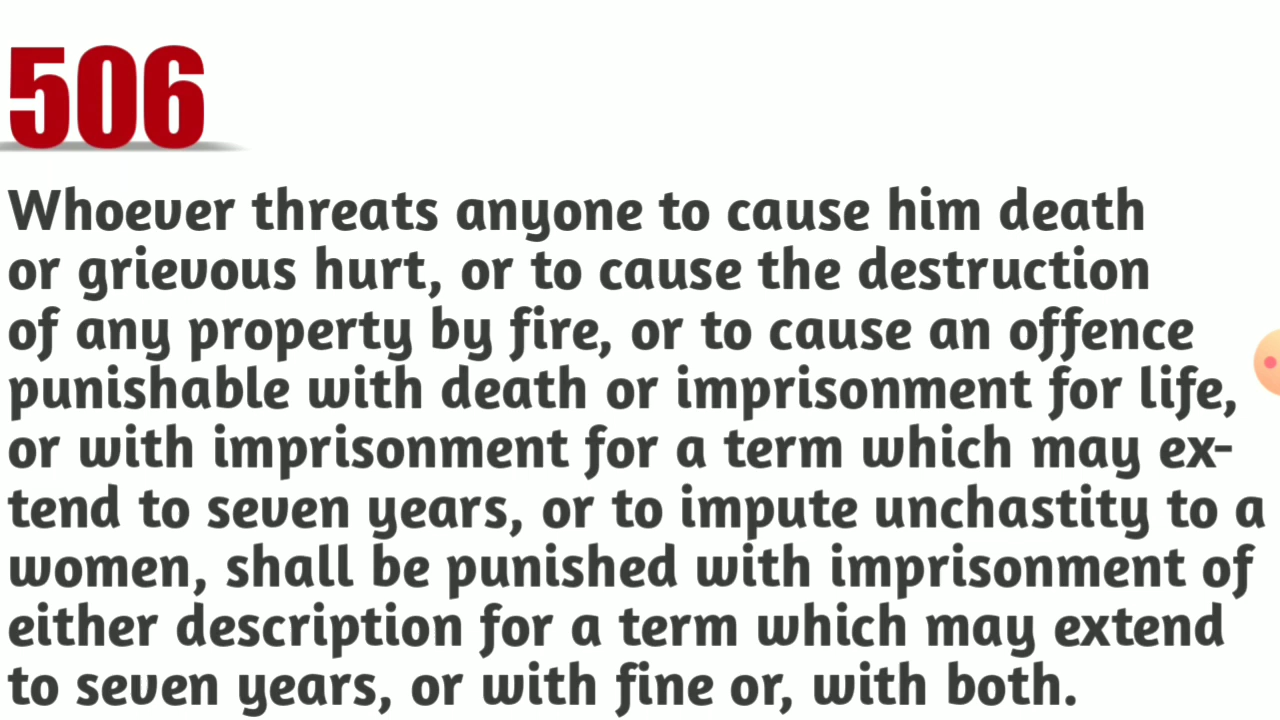 506
Whoever threats anyone to cause him death
or grievous hurt, or to cause the destruction
of any property by fire, or to cause an offence
punishable with death or imprisonment for life,
or with imprisonment for a term which may ex-
tend to seven years, or to impute unchastity to a
women, shall be punished with imprisonment of
either description for a term which may extend
to seven years, or with fine or, with both.